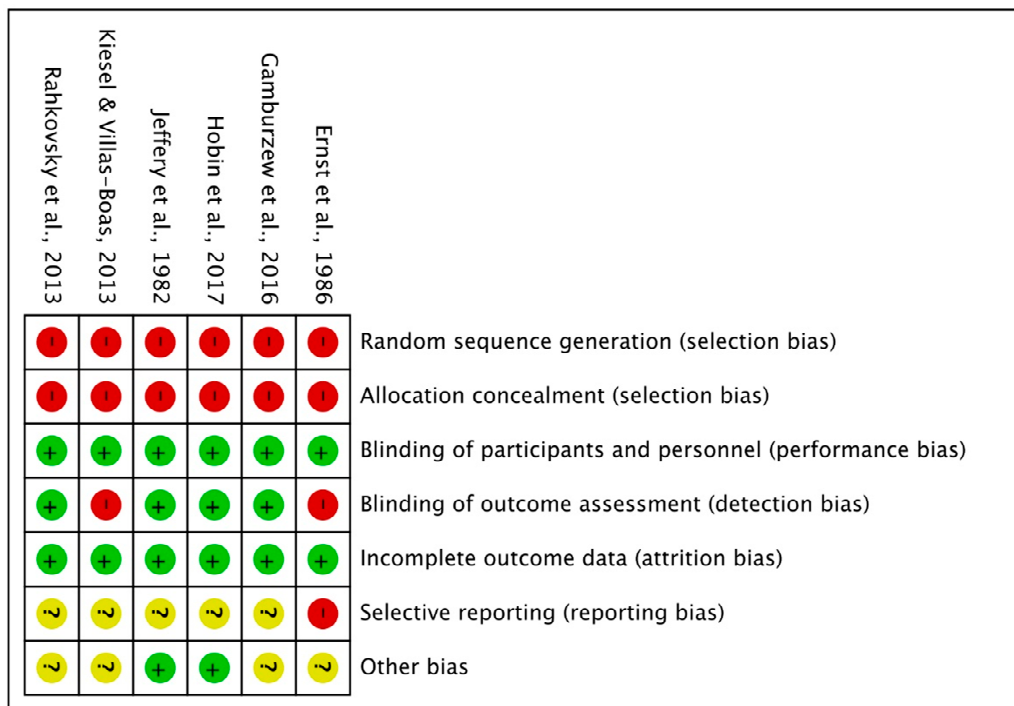 Rahkovsky et al., 2013
Kiesel & Villas-Boas, 2013
Jeffery et al., 1982
Hobin et al., 2017
Gamburzew et al., 2016
Ernst et al., 1986
- - - - - - Random sequence generation (selection bias)
- - - - - - Allocation concealment (selection bias)
+ + + + + + Blinding of participants and personnel (performance bias)
+ - + + + - Blinding of outcome assessment (detection bias)
+ + + + + + Incomplete outcome data (attrition bias)
? ? ? ? ? - Selective reporting (reporting bias)
? ? + + ? ? Other bias